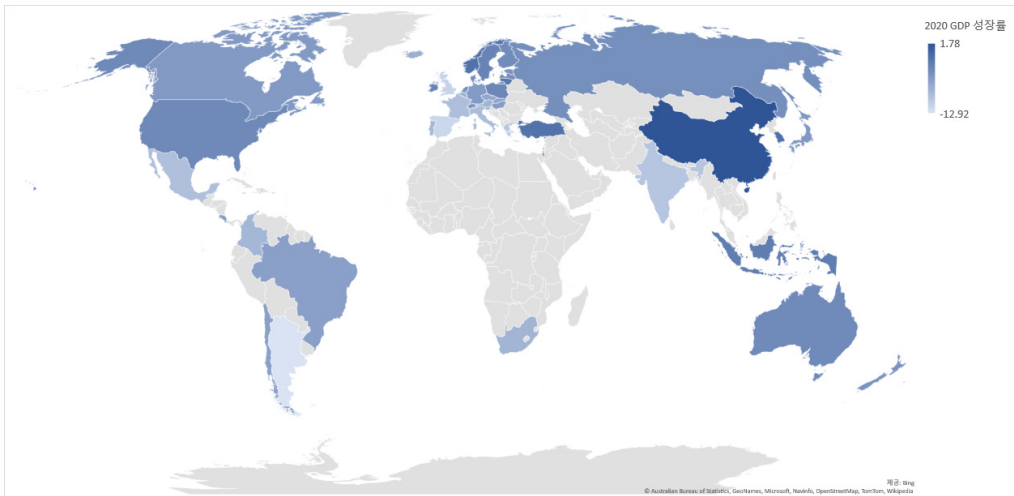 2020 GDP 성장률
1.78
-12.92
제공: Bing
© Australian Bureau of Statistics, GeoNames, Microsoft, Navinfo, OpenStreetMap, TomTom, Wikipedia